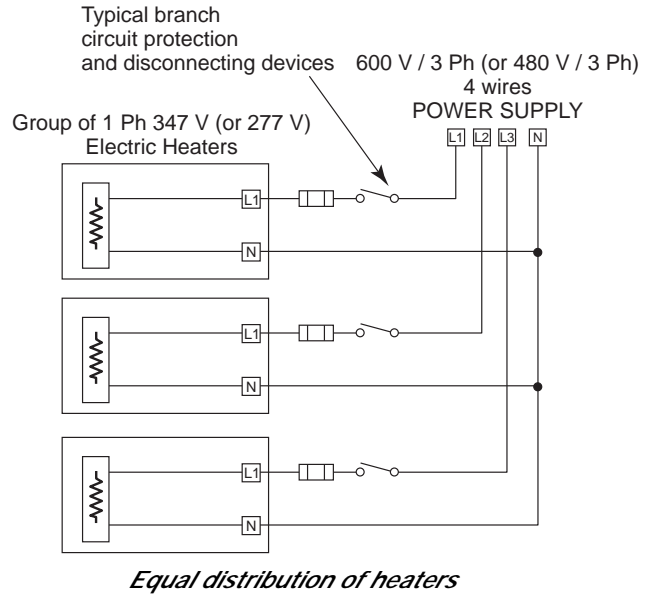 Typical branch
circuit protection
and disconnecting devices
600 V / 3 Ph (or 480 V / 3 Ph)
4 wires
POWER SUPPLY
L1 L2 L3 N
Group of 1 Ph 347 V (or 277 V)
Electric Heaters
L1
N
L1
N
L1
N
Equal distribution of heaters